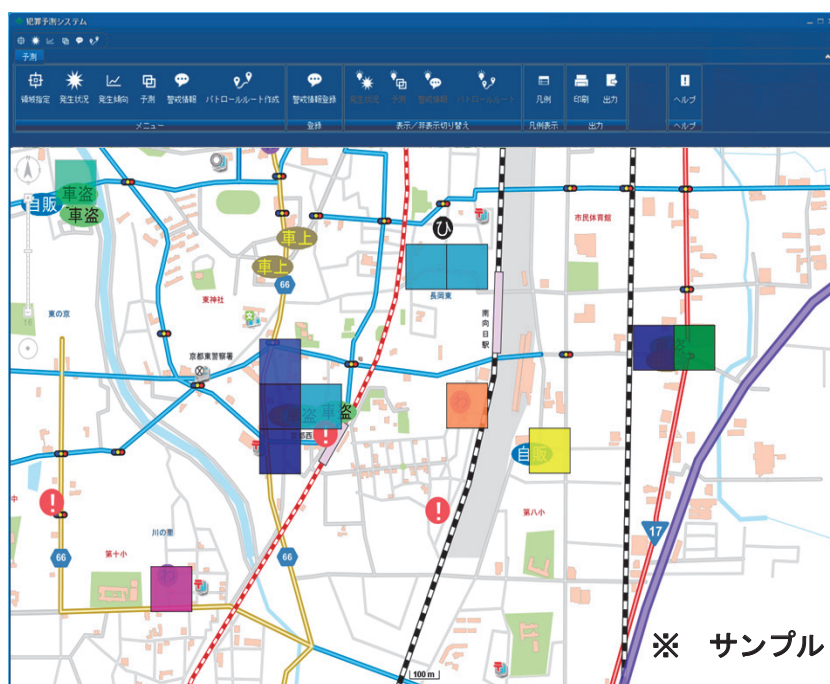 犯罪予測システム
予測
領域指定 発生状況 発生傾向 予測 警戒情報 パトロールルート作成 警戒情報登録 発生状況 予測 警戒情報 パトロールルート 凡例 印刷 出力 ヘルプ
メニュー 登録 表示/非表示切り替え 凡例表示 出力 ヘルプ
車盗
自販
車盗
市民体育館
ひ
車上
車上
66
東神社
長岡東
東の京
南向日駅
16
京都東警察署
車盗
自販
!
!
!
中
第八小
川の里
17
第十小
66
※ サンプル
100 m